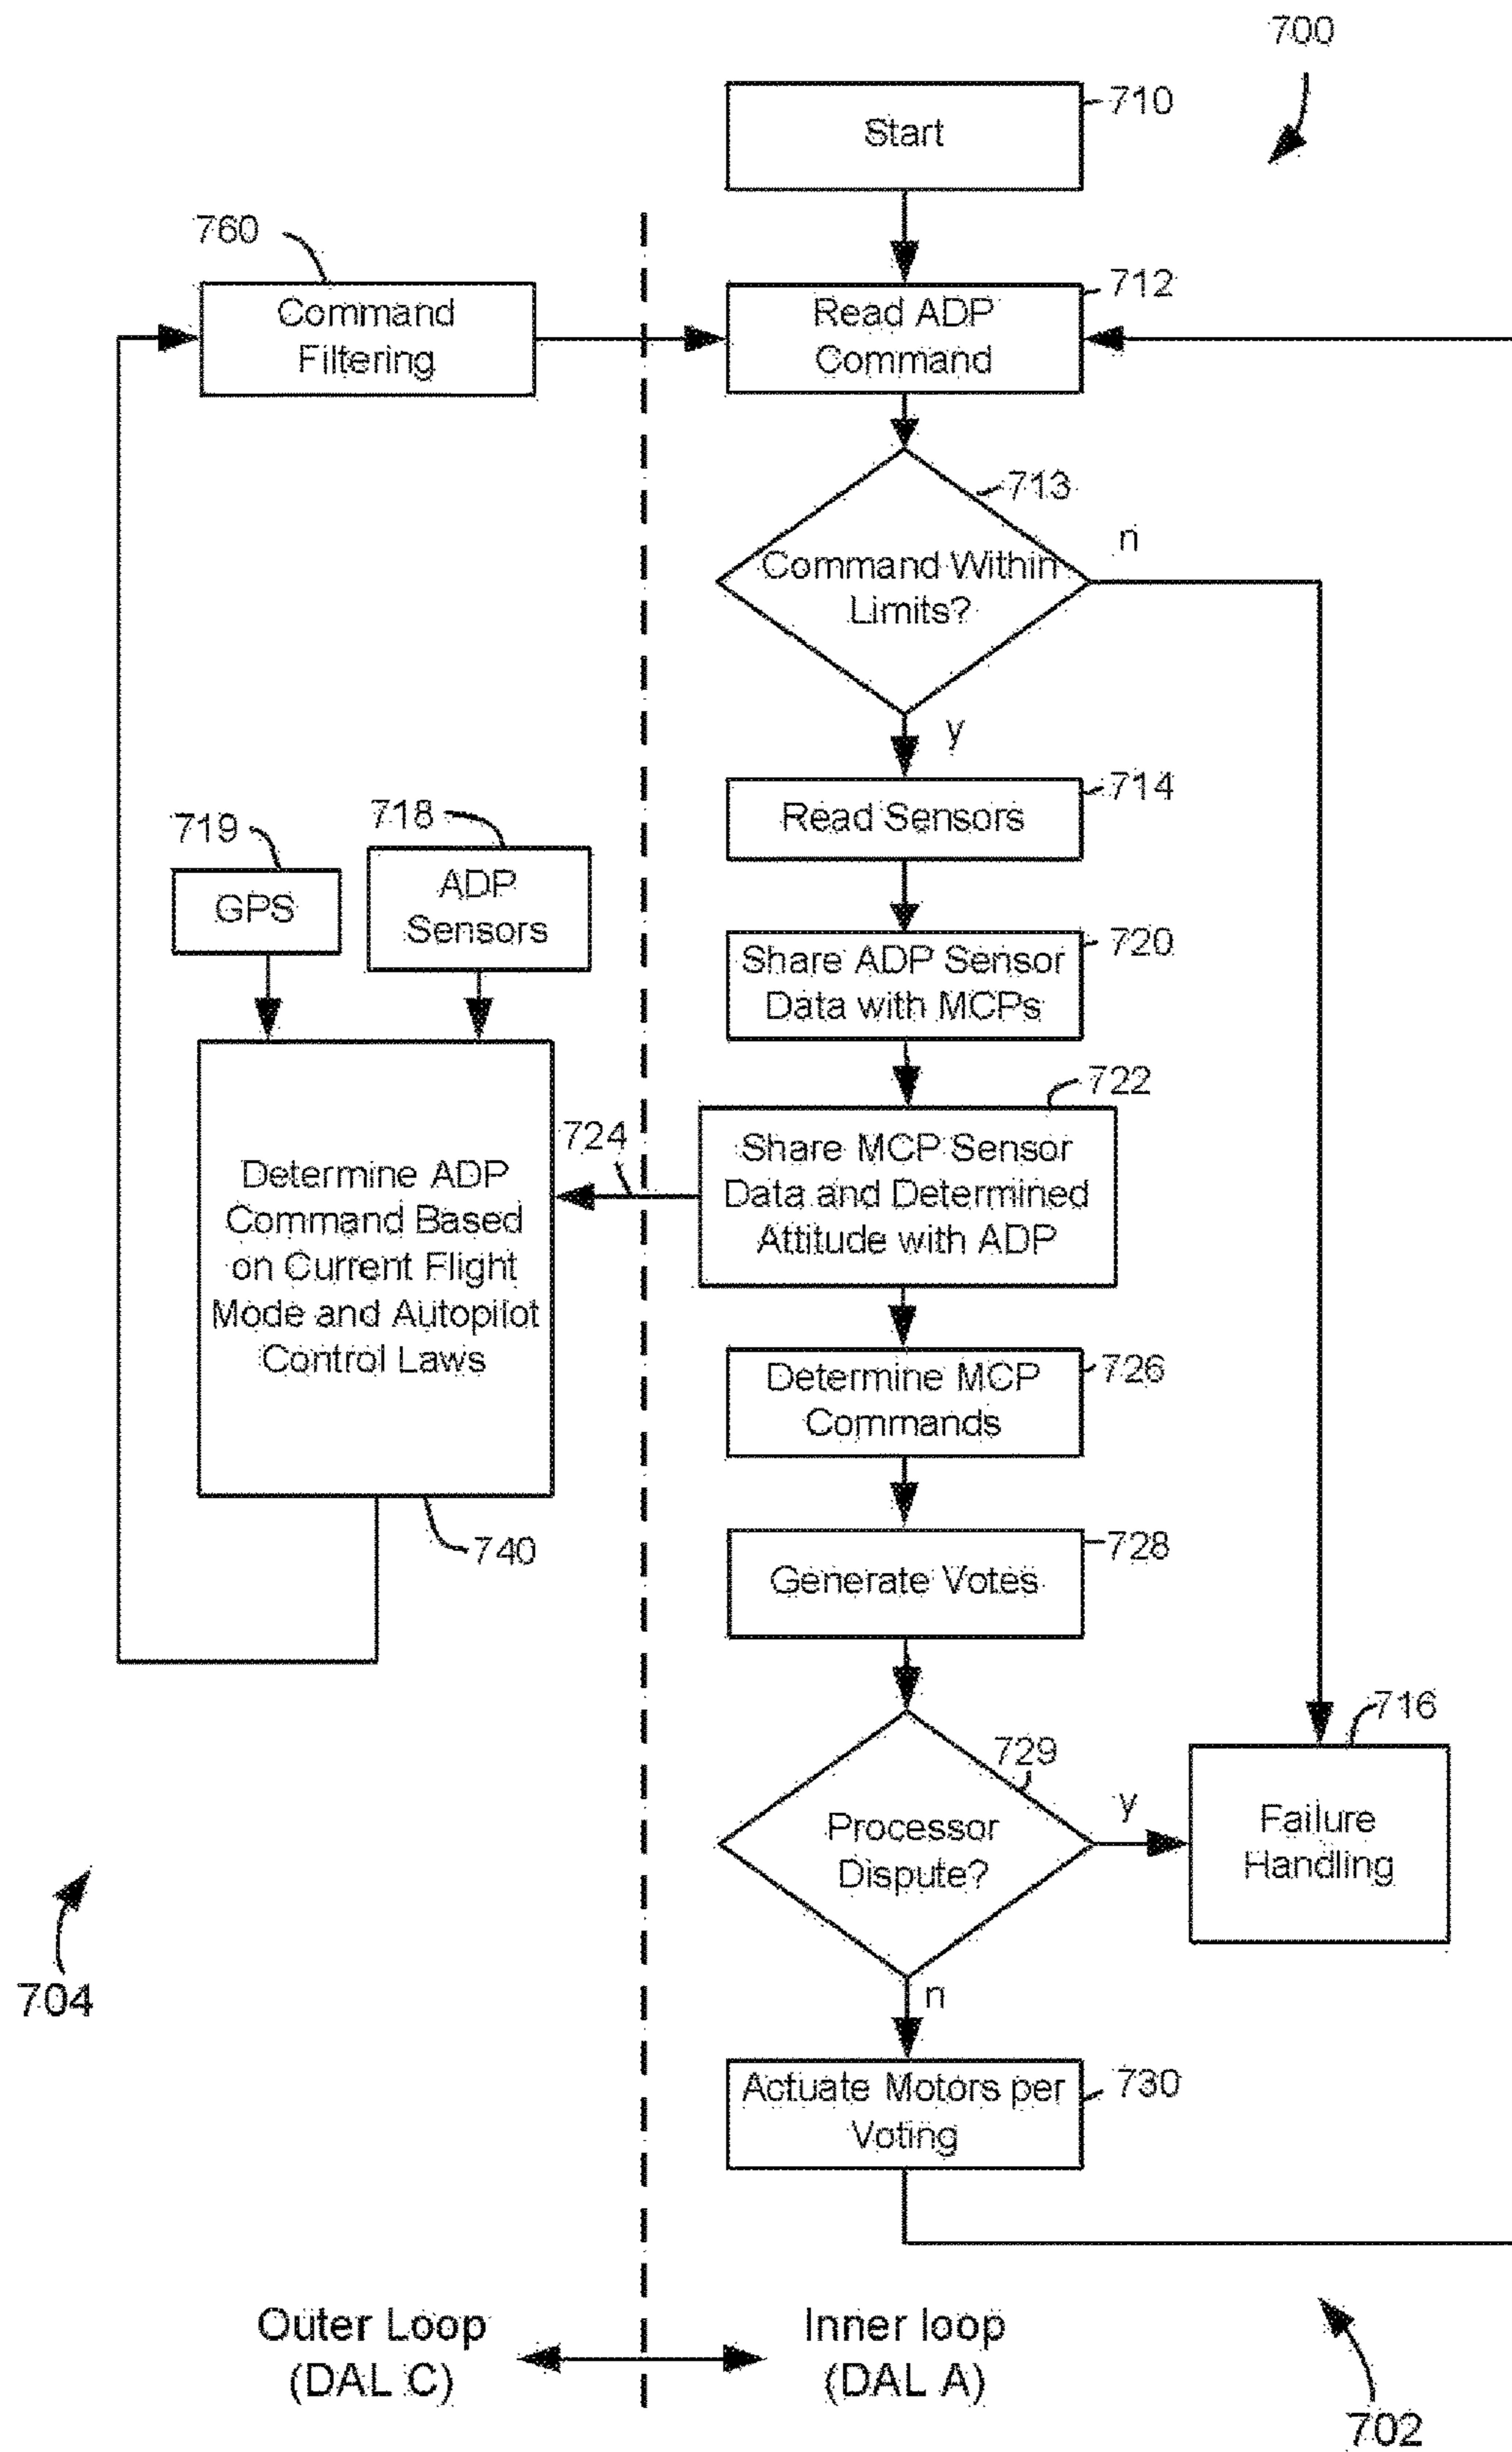 700
710
Start
760
712
Command
Filtering
Read ADP
Command
713
n
Command Within
Limits?
y
714
Read Sensors
719
718
GPS
ADP
Sensors
720
Share ADP Sensor
Data with MCPs
722
724
Share MCP Sensor
Data and Determined
Attitude with ADP
Determine ADP
Command Based
on Current Flight
Mode and Autopilot
Control Laws
726
Determine MCP
Commands
740
728
Generate Votes
716
729
y
Processor
Dispute?
Failure
Handling
n
704
730
Actuate Motors per
Voting
Outer Loop
(DAL C)
Inner loop
(DAL A)
702